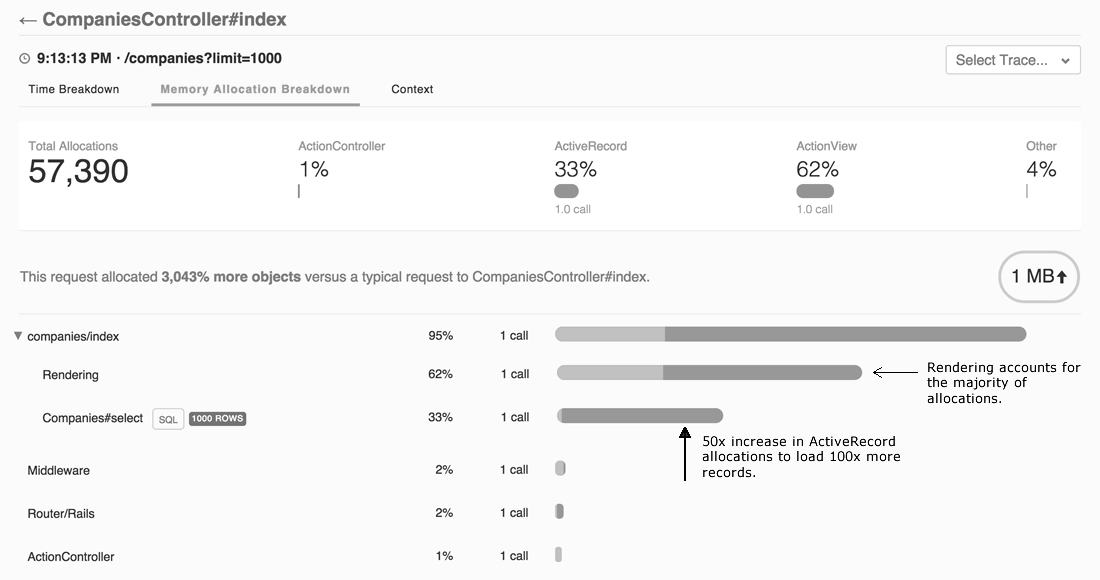 ← CompaniesController#index
9:13:13 PM · /companies?limit=1000
Select Trace...
Time Breakdown Memory Allocation Breakdown Context
Total Allocations ActionController ActiveRecord ActionView Other
57,390 1% 33% 62% 4%
1.0 call 1.0 call
This request allocated 3,043% more objects versus a typical request to CompaniesController#index.
1 MB↑
companies/index 95% 1 call
Rendering 62% 1 call
Rendering accounts for
the majority of
allocations.
Companies#select SQL 1000 ROWS 33% 1 call
50x increase in ActiveRecord
allocations to load 100x more
records.
Middleware 2% 1 call
Router/Rails 2% 1 call
ActionController 1% 1 call